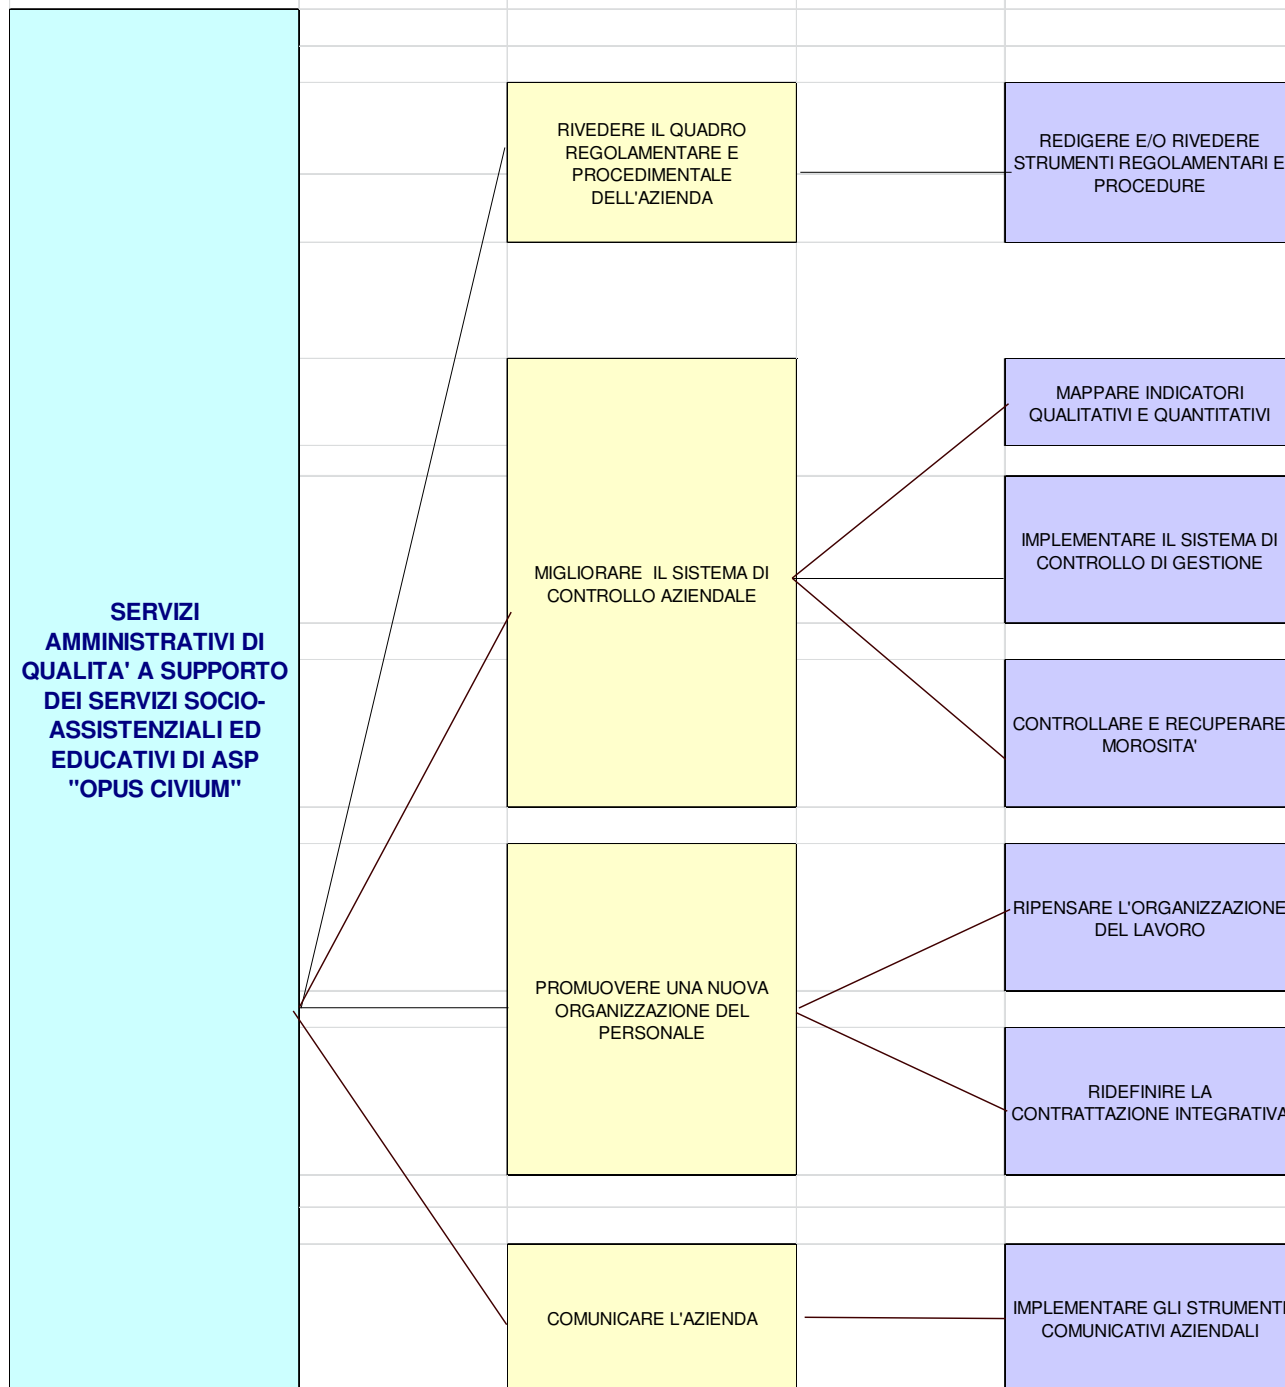 SERVIZI
AMMINISTRATIVI DI
QUALITA' A SUPPORTO
DEI SERVIZI SOCIO-
ASSISTENZIALI ED
EDUCATIVI DI ASP
"OPUS CIVIUM"
RIVEDERE IL QUADRO
REGOLAMENTARE E
PROCEDIMENTALE
DELL'AZIENDA
REDIGERE E/O RIVEDERE
STRUMENTI REGOLAMENTARI E
PROCEDURE
MIGLIORARE  IL SISTEMA DI
CONTROLLO AZIENDALE
MAPPARE INDICATORI
QUALITATIVI E QUANTITATIVI
IMPLEMENTARE IL SISTEMA DI
CONTROLLO DI GESTIONE
CONTROLLARE E RECUPERARE
MOROSITA'
PROMUOVERE UNA NUOVA
ORGANIZZAZIONE DEL
PERSONALE
RIPENSARE L'ORGANIZZAZIONE
DEL LAVORO
RIDEFINIRE LA
CONTRATTAZIONE INTEGRATIVA
COMUNICARE L'AZIENDA
IMPLEMENTARE GLI STRUMENTI
COMUNICATIVI AZIENDALI